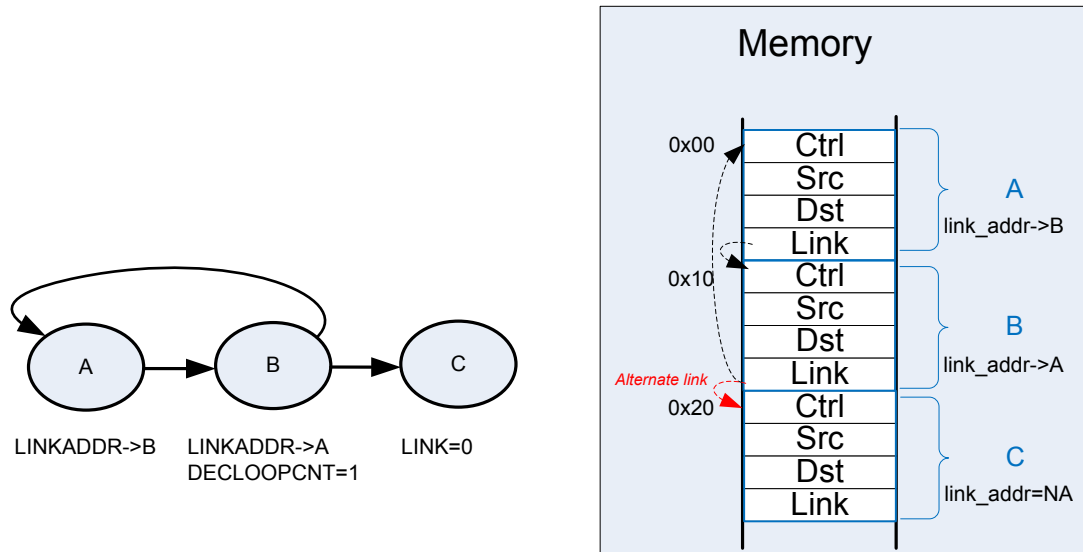 A
B
C
LINKADDR->B
LINKADDR->A
DECLOOPCNT=1
LINK=0
Memory
0x00
Ctrl
Src
Dst
Link
A
link_addr->B
0x10
Ctrl
Src
Dst
Link
B
link_addr->A
Alternate link
0x20
Ctrl
Src
Dst
Link
C
link_addr=NA